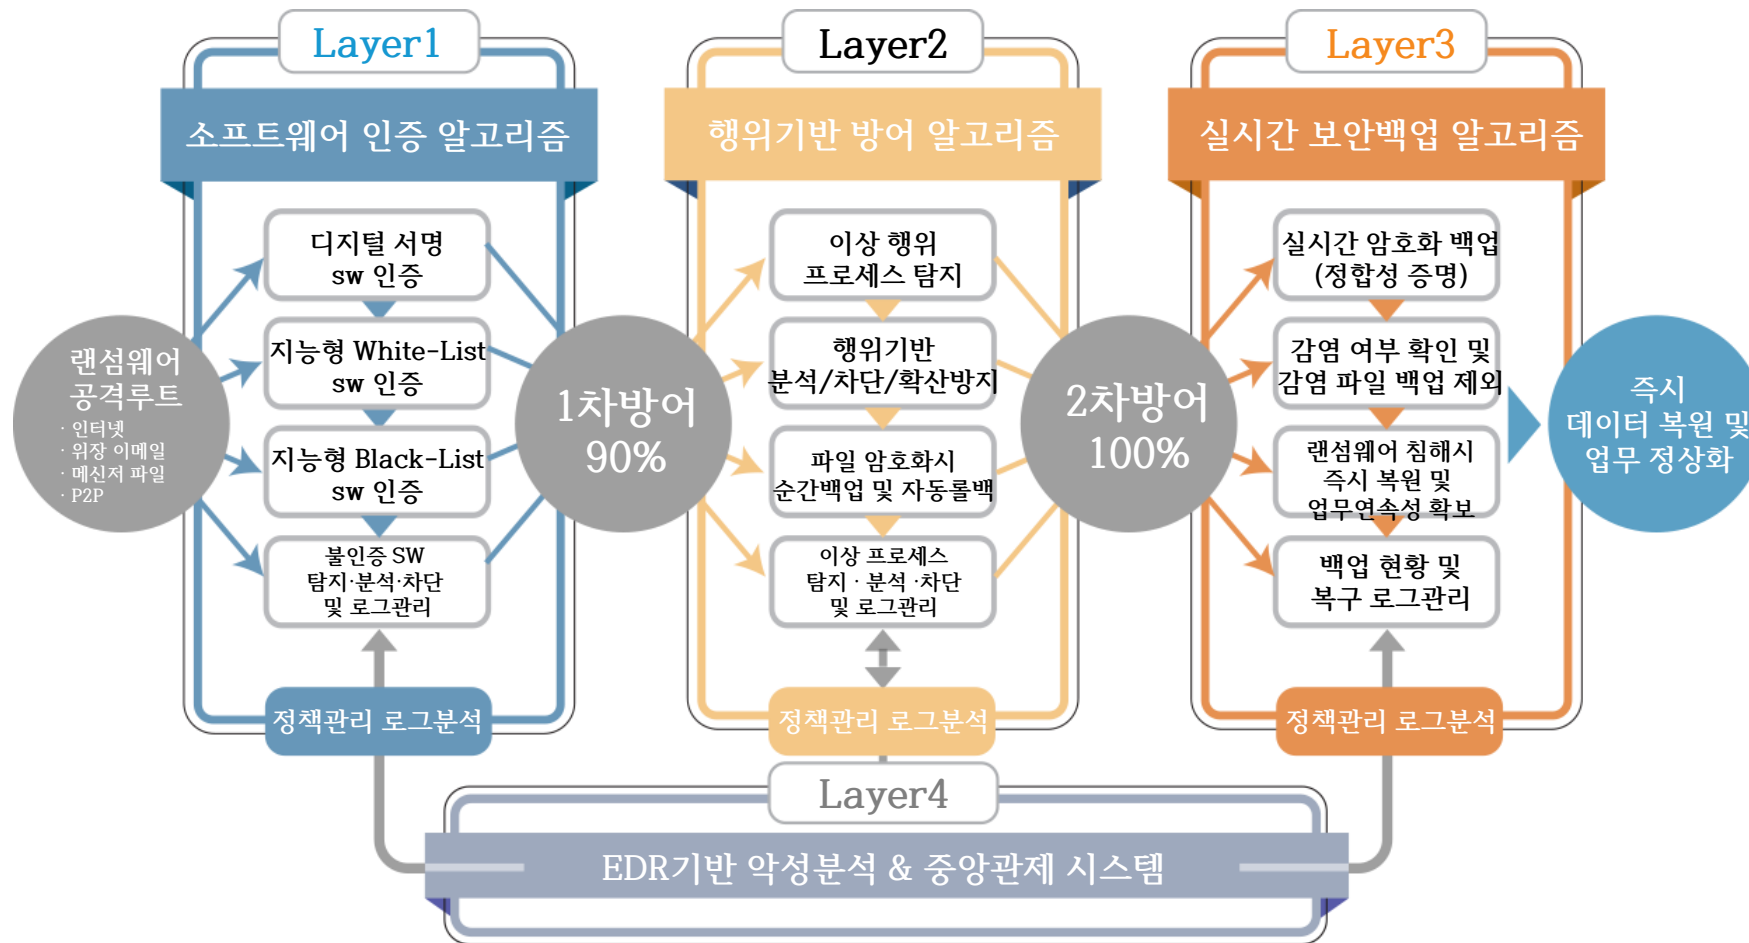 Layer1
소프트웨어 인증 알고리즘
디지털 서명
sw 인증
지능형 White-List
sw 인증
지능형 Black-List
sw 인증
불인증 SW
탐지·분석·차단
및 로그관리
정책관리 로그분석
랜섬웨어
공격루트
· 인터넷
· 위장 이메일
· 메신저 파일
· P2P
1차방어
90%
Layer2
행위기반 방어 알고리즘
이상 행위
프로세스 탐지
행위기반
분석/차단/확산방지
파일 암호화시
순간백업 및 자동롤백
이상 프로세스
탐지 · 분석 ·차단
및 로그관리
정책관리 로그분석
2차방어
100%
Layer3
실시간 보안백업 알고리즘
실시간 암호화 백업
(정합성 증명)
감염 여부 확인 및
감염 파일 백업 제외
랜섬웨어 침해시
즉시 복원 및
업무연속성 확보
백업 현황 및
복구 로그관리
정책관리 로그분석
즉시
데이터 복원 및
업무 정상화
Layer4
EDR기반 악성분석 & 중앙관제 시스템